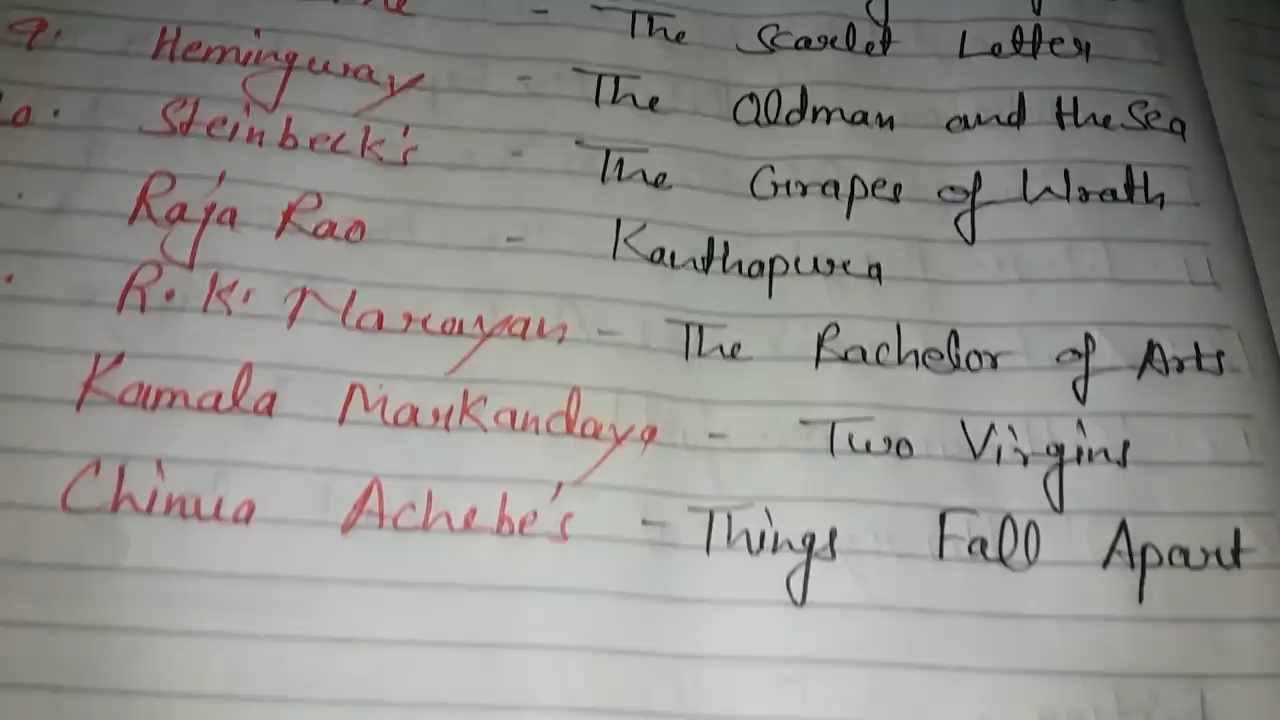 - The Scarlet Letter
9. Hemingway - The Oldman and the Sea
Steinbeck's - The Grapes of Wrath
Raja Rao - Kanthapura
R. K. Narayan - The Bachelor of Arts
Kamala Markandaya - Two Virgins
Chinua Achebe's - Things Fall Apart